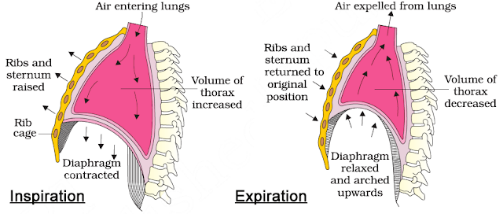 Air entering lungs
Ribs and
sternum
raised
Volume of
thorax
increased
Rib
cage
Diaphragm
contracted
Inspiration
Air expelled from lungs
Ribs and
sternum
returned to
original
position
Volume of
thorax
decreased
Diaphragm
relaxed
and arched
upwards
Expiration